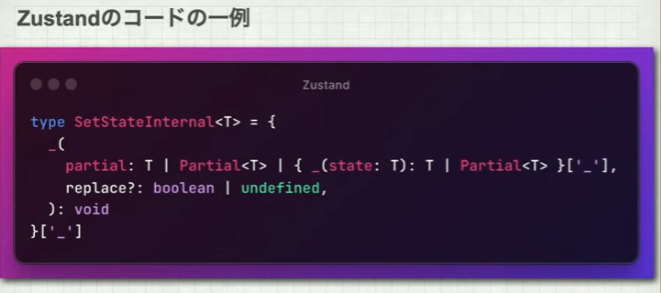 Zustandのコードの一例
Zustand
type SetStateInternal<T> = {
  _(
    partial: T | Partial<T> | { _(state: T): T | Partial<T> }['_'],
    replace?: boolean | undefined,
  ): void
}['_']